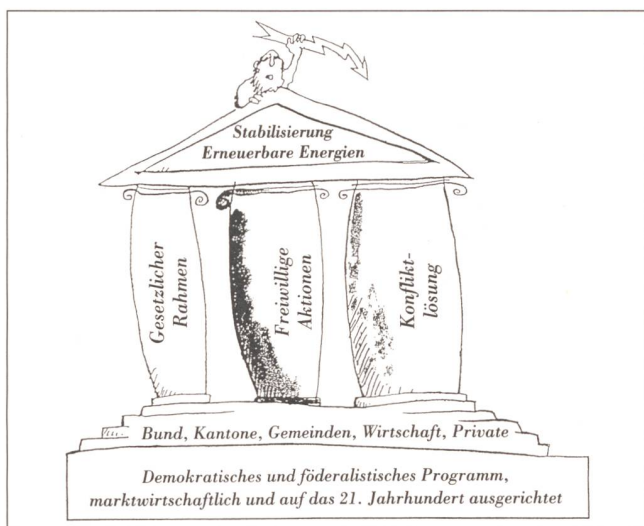 Stabilisierung
Erneuerbare Energien
Gesetzlicher
Rahmen
Freiwillige
Aktionen
Konflikt-
lösung
Bund, Kantone, Gemeinden, Wirtschaft, Private
Demokratisches und föderalistisches Programm,
marktwirtschaftlich und auf das 21. Jahrhundert ausgerichtet